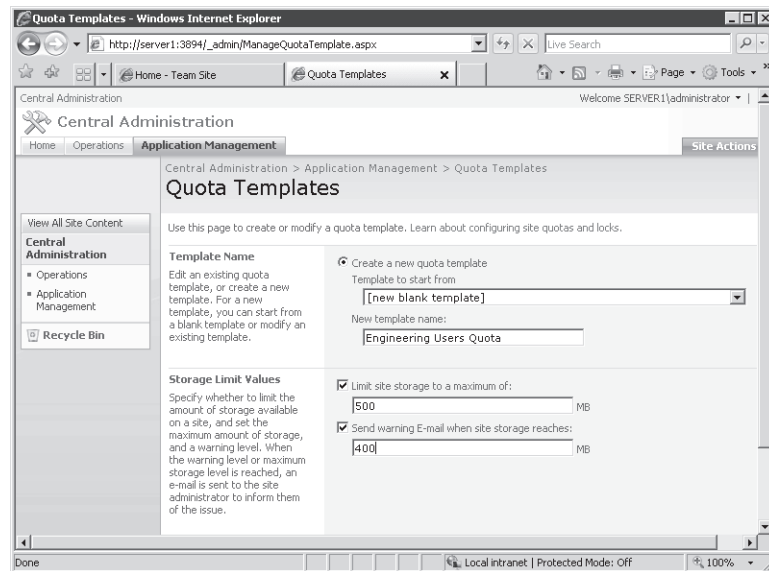 Quota Templates - Windows Internet Explorer
http://server1:3894/_admin/ManageQuotaTemplate.aspx
Live Search
Home - Team Site
Quota Templates
Page
Tools
Central Administration
Welcome SERVER1\administrator
Central Administration
Home
Operations
Application Management
Site Actions
Central Administration > Application Management > Quota Templates
Quota Templates
View All Site Content
Central
Administration
Operations
Application
Management
Recycle Bin
Use this page to create or modify a quota template. Learn about configuring site quotas and locks.
Template Name
Edit an existing quota
template, or create a new
template. For a new
template, you can start from
a blank template or modify an
existing template.
Create a new quota template
Template to start from
[new blank template]
New template name:
Engineering Users Quota
Storage Limit Values
Specify whether to limit the
amount of storage available
on a site, and set the
maximum amount of storage,
and a warning level. When
the warning level or maximum
storage level is reached, an
e-mail is sent to the site
administrator to inform them
of the issue.
Limit site storage to a maximum of:
500 MB
Send warning E-mail when site storage reaches:
400 MB
Done
Local intranet | Protected Mode: Off
100%